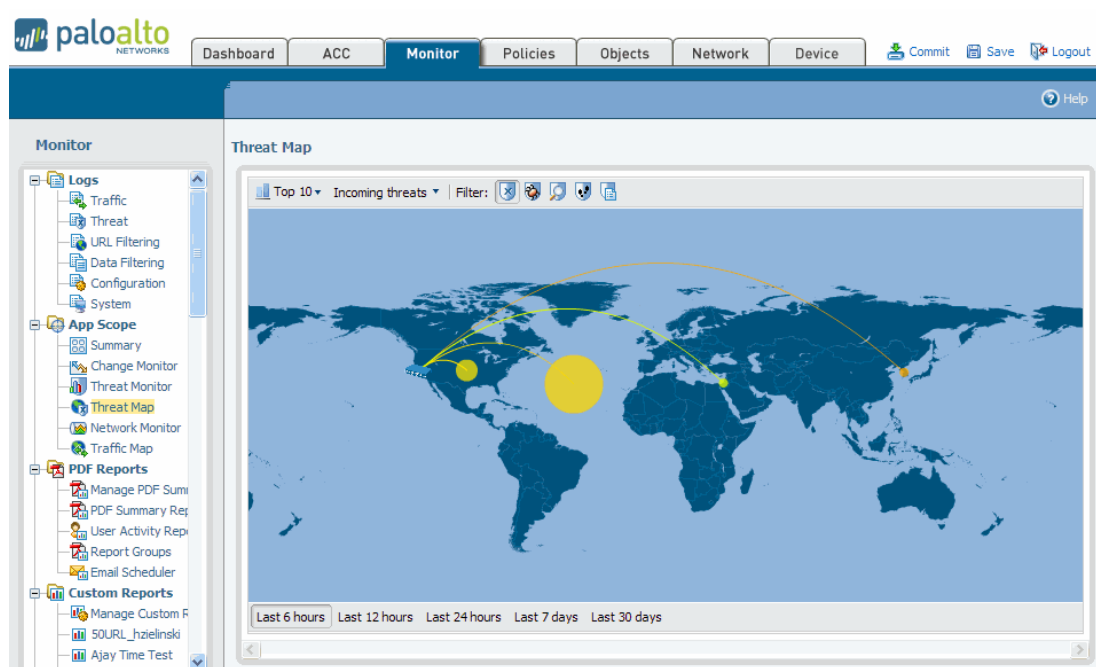 paloalto
NETWORKS
Dashboard ACC Monitor Policies Objects Network Device Commit Save Logout
Help
Monitor
Threat Map
Logs
Traffic
Threat
URL Filtering
Data Filtering
Configuration
System
App Scope
Summary
Change Monitor
Threat Monitor
Threat Map
Network Monitor
Traffic Map
PDF Reports
Manage PDF Sum
PDF Summary Rep
User Activity Repo
Report Groups
Email Scheduler
Custom Reports
Manage Custom R
50URL_hzielinski
Ajay Time Test
Top 10 Incoming threats Filter:
Last 6 hours Last 12 hours Last 24 hours Last 7 days Last 30 days